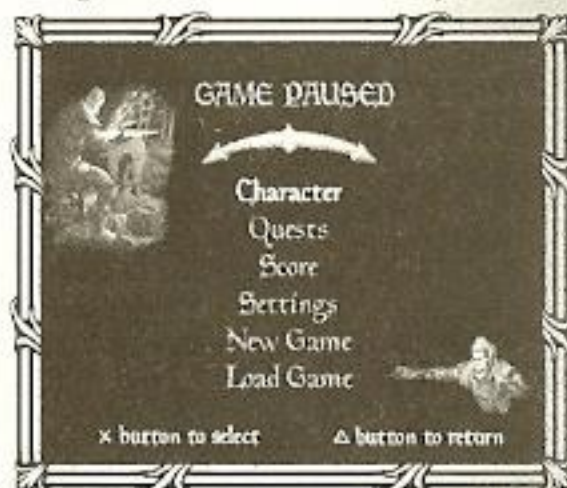 GAME PAUSED
Character
Quests
Score
Settings
New Game
Load Game
× button to select △ button to return